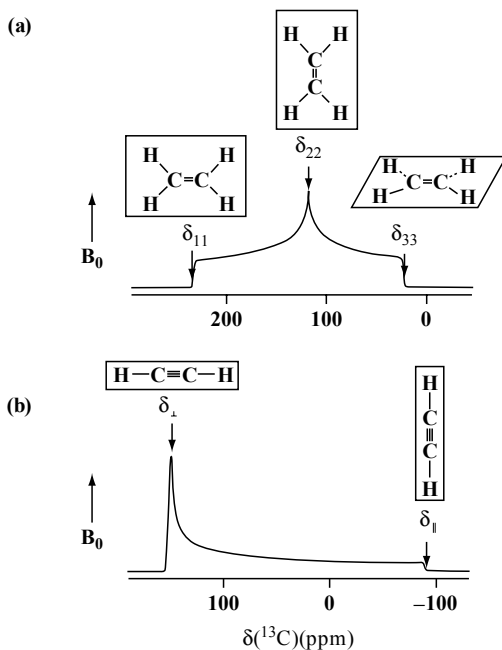 (a)
H H
C
C
H H
δ22
H H
C=C
H H
δ11
H H
C=C
H H
δ33
B0
200 100 0
H—C≡C—H
δ⊥
(b)
H
C
C
H
δ∥
B0
100 0 −100
δ(13C)(ppm)